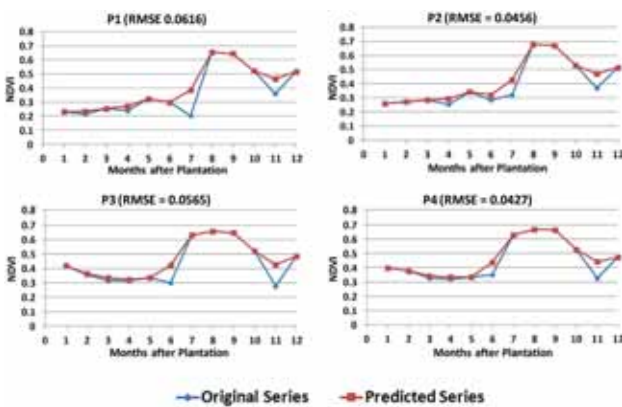 P1 (RMSE 0.0616)
0.8
0.7
0.6
0.5
0.4
0.3
0.2
0.1
0
NDVI
0 1 2 3 4 5 6 7 8 9 10 11 12
Months after Plantation
P2 (RMSE = 0.0456)
0.8
0.7
0.6
0.5
0.4
0.3
0.2
0.1
0
NDVI
0 1 2 3 4 5 6 7 8 9 10 11 12
Months after Plantation
P3 (RMSE = 0.0565)
0.8
0.7
0.6
0.5
0.4
0.3
0.2
0.1
0
NDVI
0 1 2 3 4 5 6 7 8 9 10 11 12
Months after Plantation
P4 (RMSE = 0.0427)
0.8
0.7
0.6
0.5
0.4
0.3
0.2
0.1
0
NDVI
0 1 2 3 4 5 6 7 8 9 10 11 12
Months after Plantation
Original Series Predicted Series